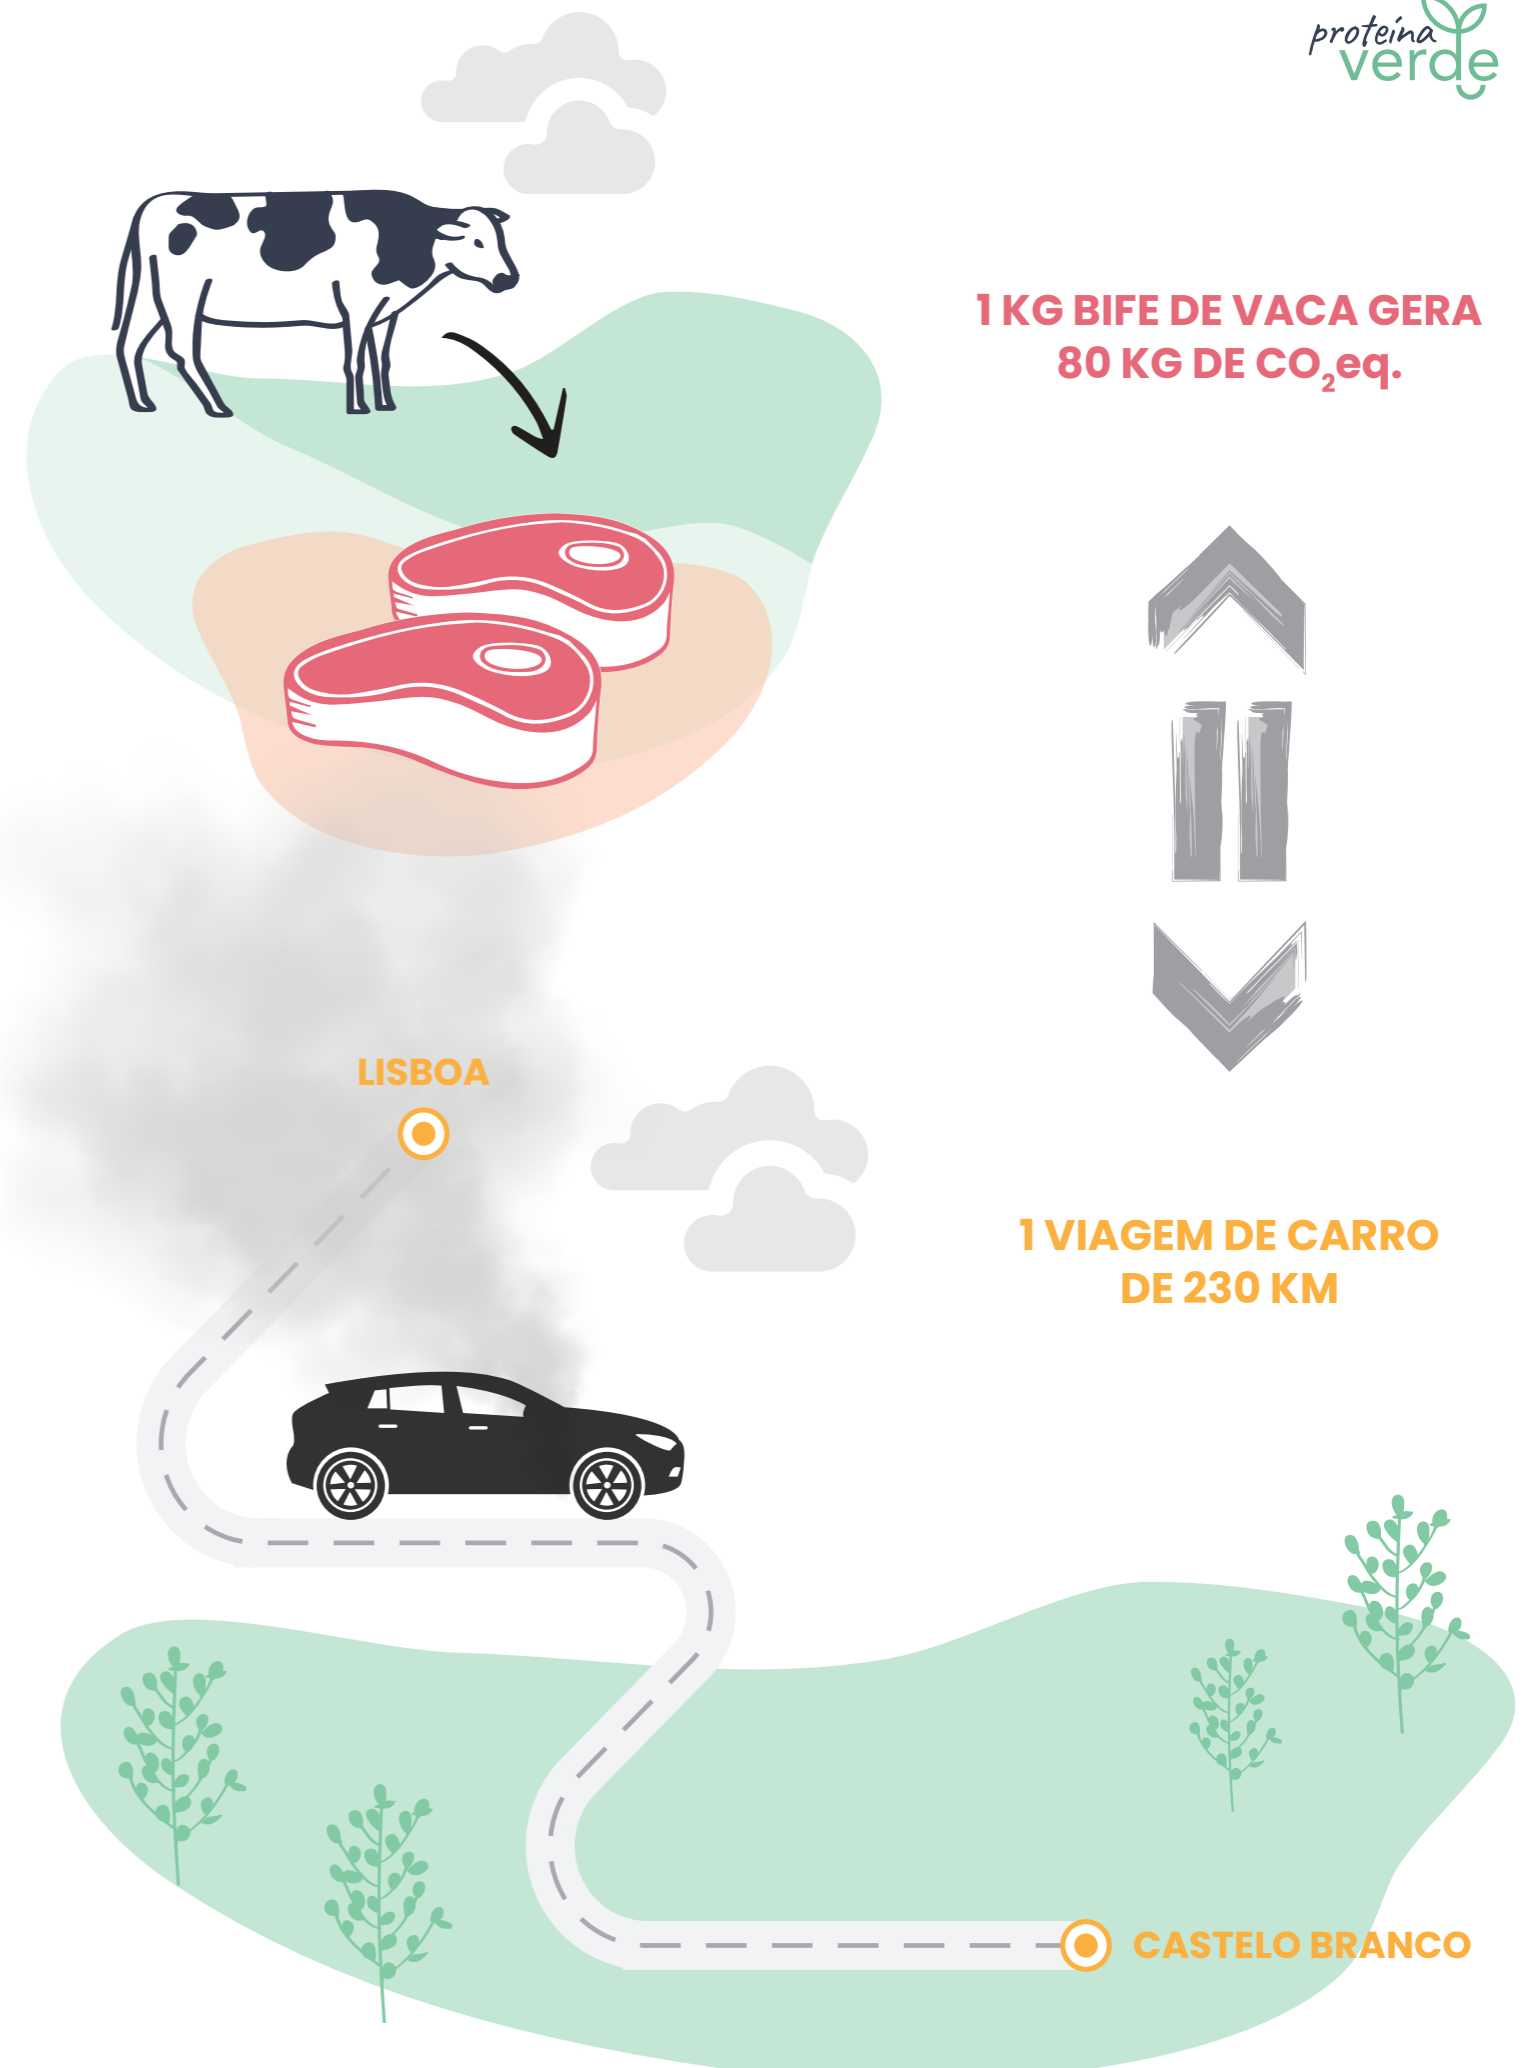 proteína
verde
1 KG BIFE DE VACA GERA
80 KG DE CO₂eq.
LISBOA
1 VIAGEM DE CARRO
DE 230 KM
CASTELO BRANCO